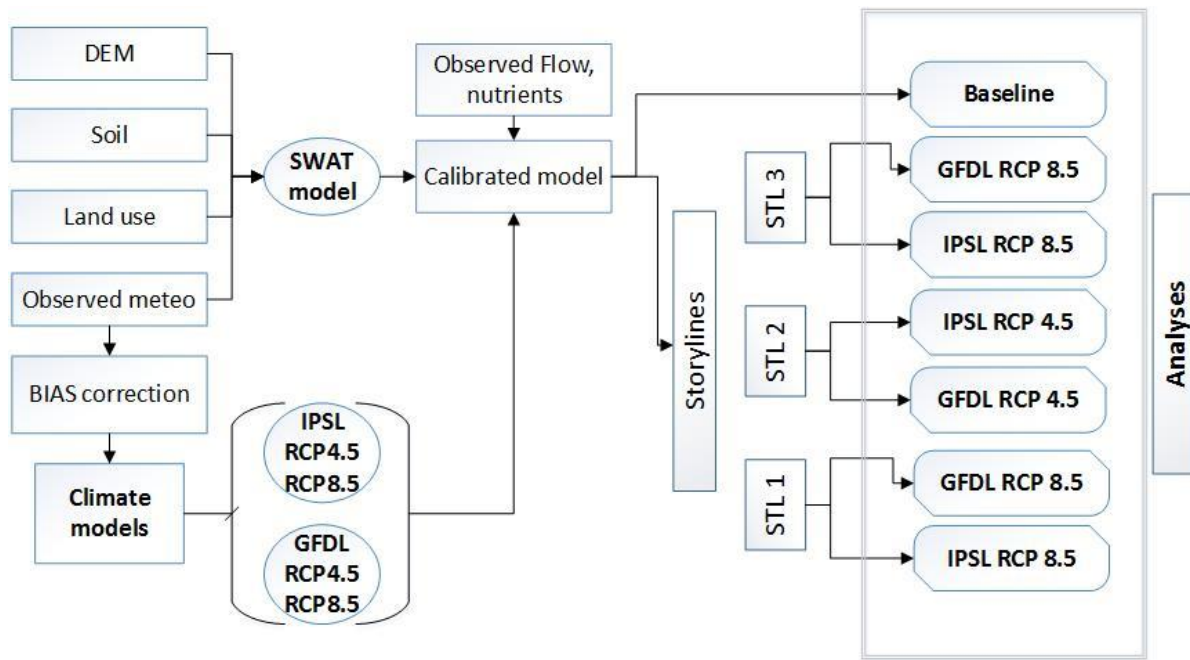 DEM
Soil
Land use
Observed meteo
BIAS correction
Climate
models
SWAT
model
IPSL
RCP4.5
RCP8.5
GFDL
RCP4.5
RCP8.5
Observed Flow,
nutrients
Calibrated model
Storylines
STL 3
STL 2
STL 1
Baseline
GFDL RCP 8.5
IPSL RCP 8.5
IPSL RCP 4.5
GFDL RCP 4.5
GFDL RCP 8.5
IPSL RCP 8.5
Analyses